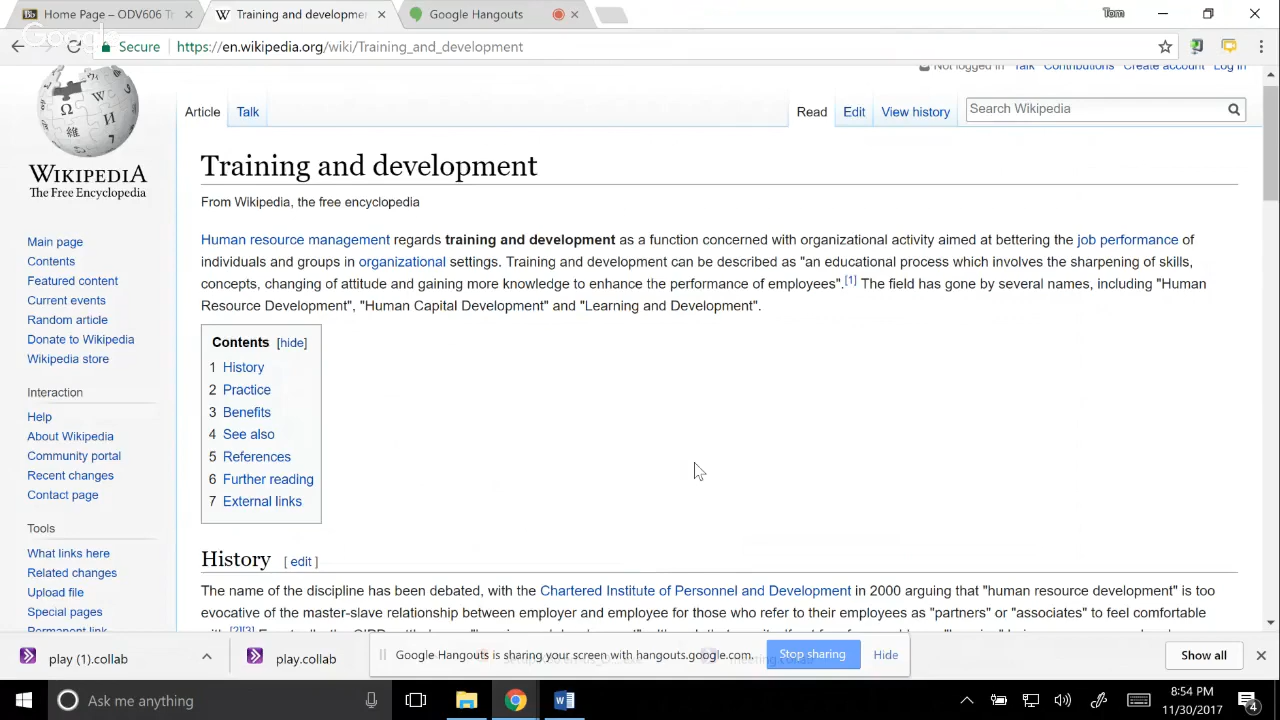 Home Page – ODV606 T
Training and developme
Google Hangouts
Tom
Google
Secure
https://en.wikipedia.org/wiki/Training_and_development
Not logged in Talk Contributions Create account Log in
Article Talk
Read Edit View history
Search Wikipedia
WIKIPEDIA
The Free Encyclopedia
Main page
Contents
Featured content
Current events
Random article
Donate to Wikipedia
Wikipedia store
Interaction
Help
About Wikipedia
Community portal
Recent changes
Contact page
Tools
What links here
Related changes
Upload file
Special pages
Permanent link
Training and development
From Wikipedia, the free encyclopedia
Human resource management regards training and development as a function concerned with organizational activity aimed at bettering the job performance of
individuals and groups in organizational settings. Training and development can be described as "an educational process which involves the sharpening of skills,
concepts, changing of attitude and gaining more knowledge to enhance the performance of employees".[1] The field has gone by several names, including "Human
Resource Development", "Human Capital Development" and "Learning and Development".
Contents [hide]
1 History
2 Practice
3 Benefits
4 See also
5 References
6 Further reading
7 External links
History [ edit ]
The name of the discipline has been debated, with the Chartered Institute of Personnel and Development in 2000 arguing that "human resource development" is too
evocative of the master-slave relationship between employer and employee for those who refer to their employees as "partners" or "associates" to feel comfortable
play (1).collab
play.collab
Google Hangouts is sharing your screen with hangouts.google.com.
Stop sharing
Hide
Show all
Ask me anything
8:54 PM
11/30/2017
4